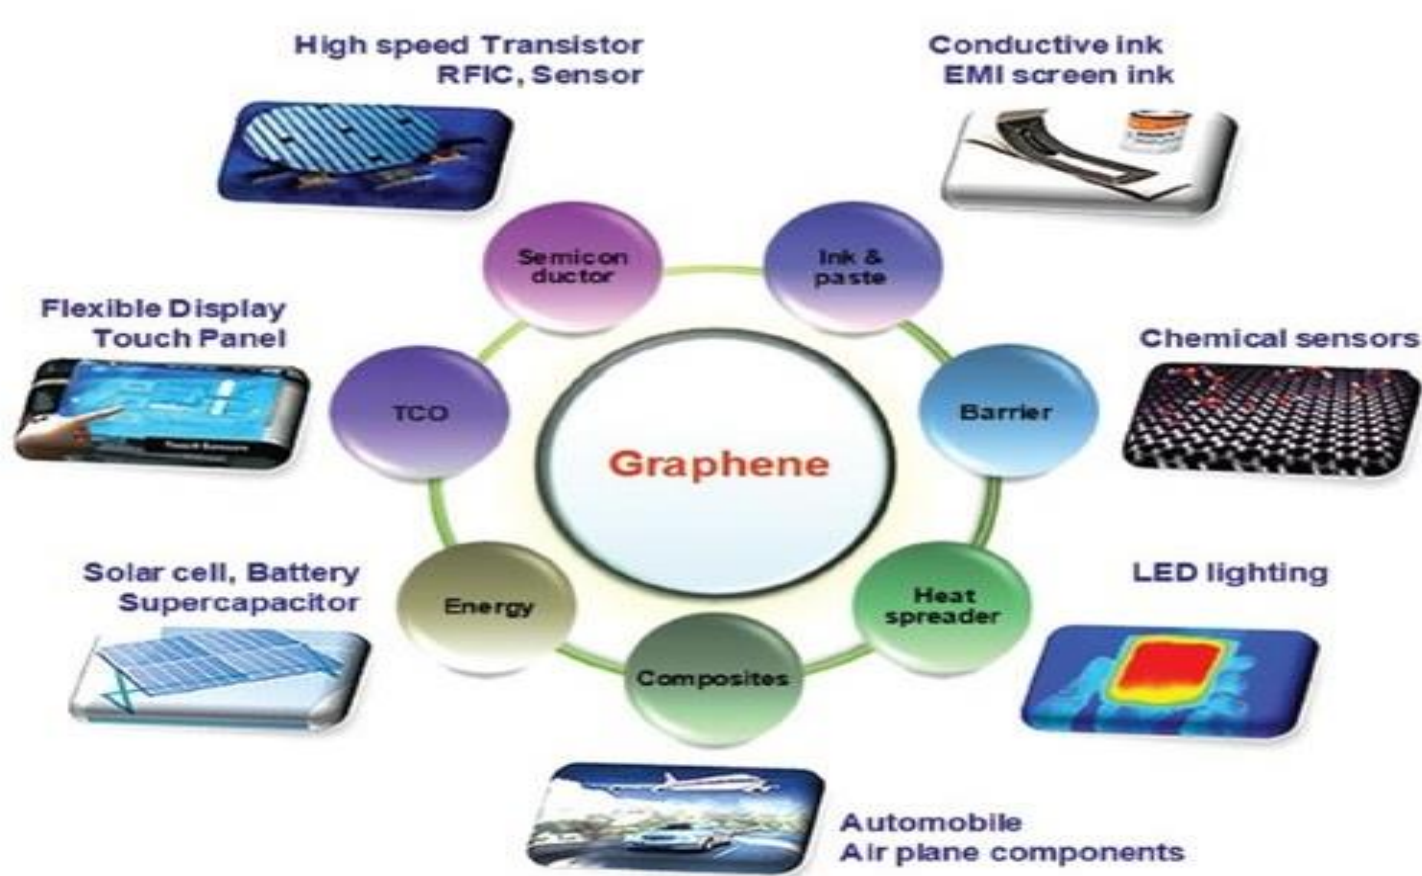 High speed Transistor
RFIC, Sensor
Conductive ink
EMI screen ink
Semicon
ductor
Ink &
paste
Flexible Display
Touch Panel
Chemical sensors
TCO
Barrier
Graphene
Solar cell, Battery
Supercapacitor
LED lighting
Energy
Heat
spreader
Composites
Automobile
Air plane components